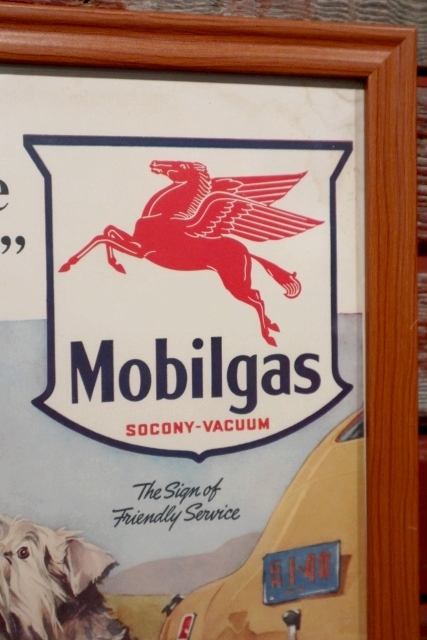 e
”
Mobilgas
SOCONY-VACUUM
The Sign of
Friendly Service